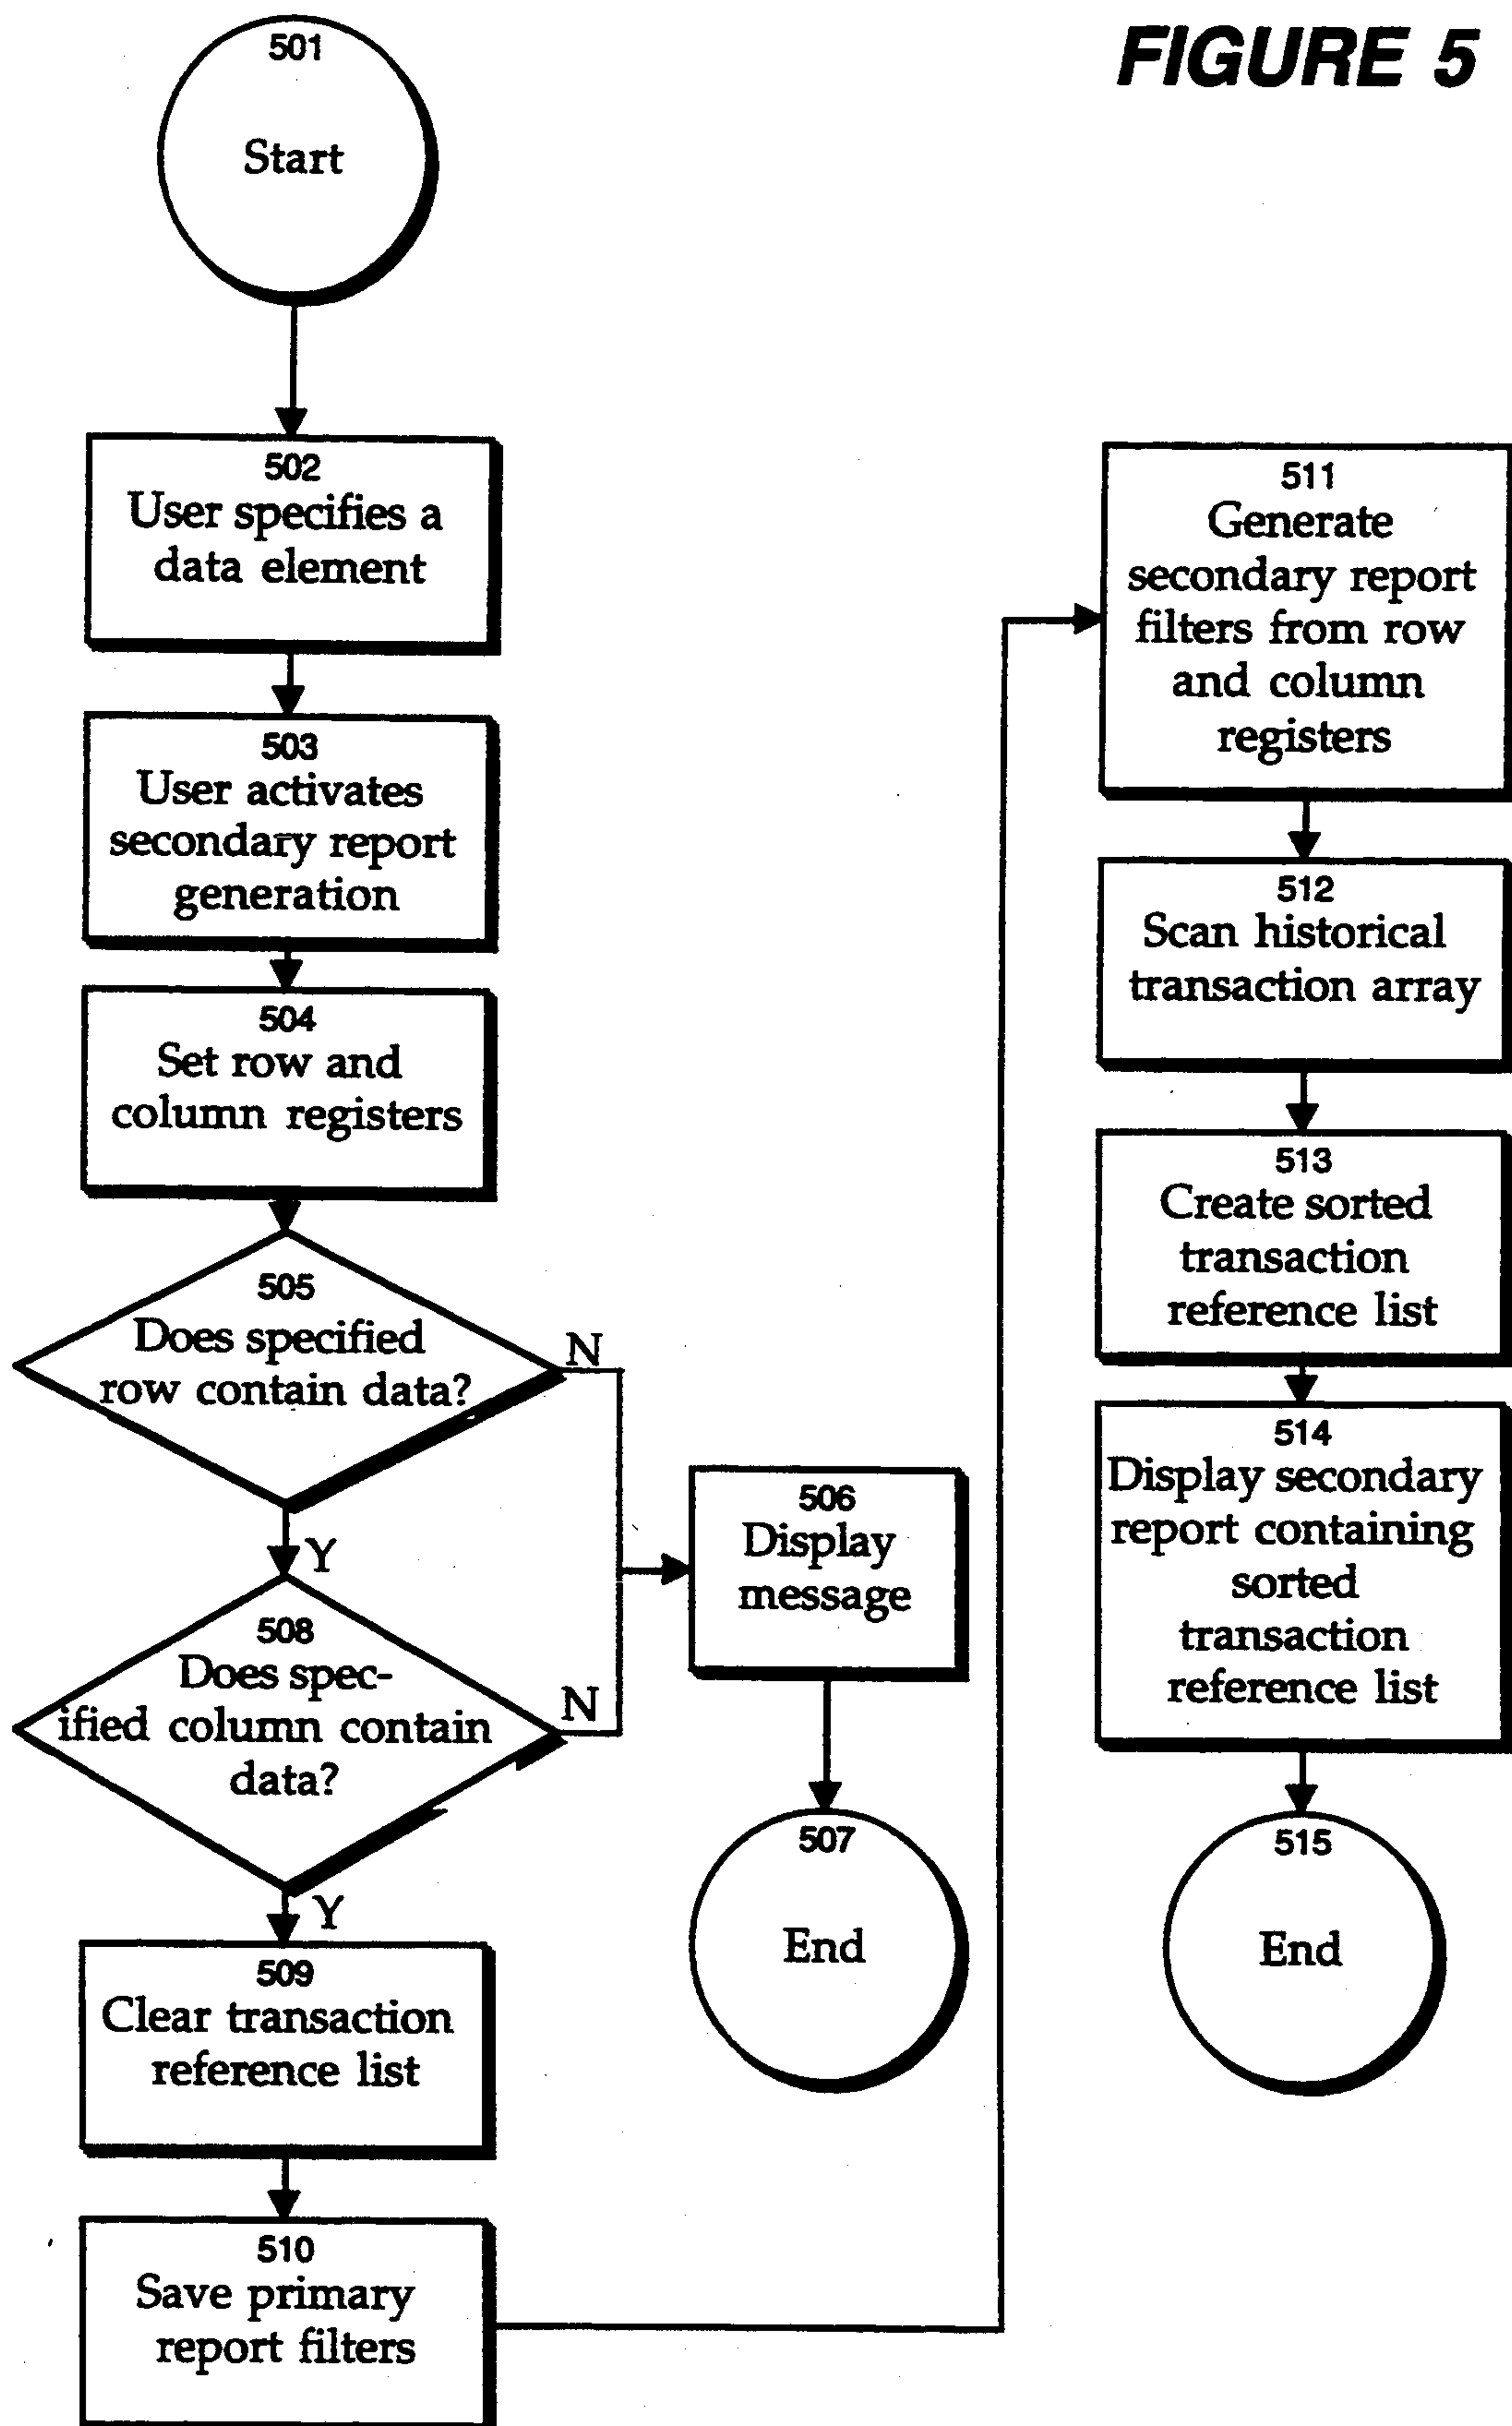 FIGURE 5
501
Start
502
User specifies a
data element
503
User activates
secondary report
generation
504
Set row and
column registers
505
Does specified
row contain data?
N
Y
508
Does spec-
ified column contain
data?
N
Y
506
Display
message
507
End
509
Clear transaction
reference list
510
Save primary
report filters
511
Generate
secondary report
filters from row
and column
registers
512
Scan historical
transaction array
513
Create sorted
transaction
reference list
514
Display secondary
report containing
sorted
transaction
reference list
515
End